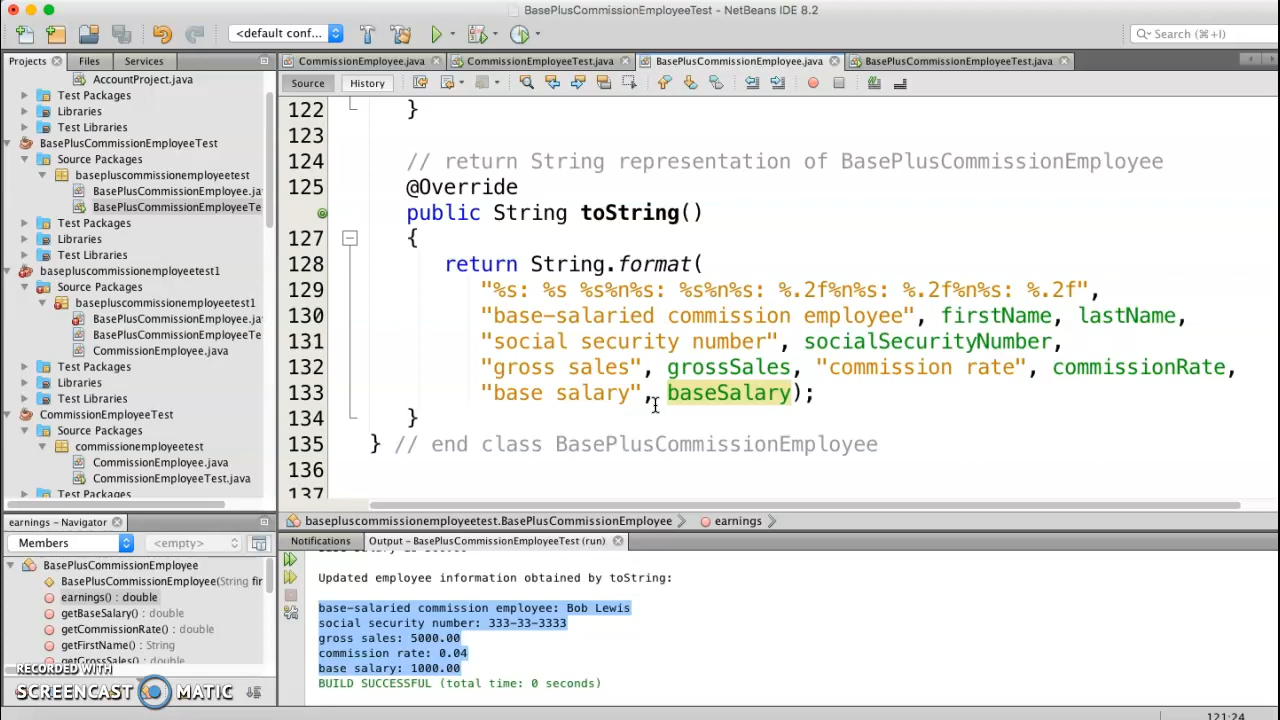 BasePlusCommissionEmployeeTest - NetBeans IDE 8.2
<default conf...
Search (⌘+I)
Projects
Files
Services
CommissionEmployee.java
CommissionEmployeeTest.java
BasePlusCommissionEmployee.java
BasePlusCommissionEmployeeTest.java
Source
History
AccountProject.java
Test Packages
Libraries
Test Libraries
BasePlusCommissionEmployeeTest
Source Packages
basepluscommissionemployeetest
BasePlusCommissionEmployee.ja
BasePlusCommissionEmployeeTe
Test Packages
Libraries
Test Libraries
basepluscommissionemployeetest1
Source Packages
basepluscommissionemployeetest1
BasePlusCommissionEmployee.ja
BasePlusCommissionEmployeeTe
CommissionEmployee.java
Test Packages
Libraries
Test Libraries
CommissionEmployeeTest
Source Packages
commissionemployeetest
CommissionEmployee.java
CommissionEmployeeTest.java
Test Packages
122 }
123
124 // return String representation of BasePlusCommissionEmployee
125 @Override
public String toString()
127 {
128 return String.format(
129 "%s: %s %s%n%s: %s%n%s: %.2f%n%s: %.2f%n%s: %.2f",
130 "base-salaried commission employee", firstName, lastName,
131 "social security number", socialSecurityNumber,
132 "gross sales", grossSales, "commission rate", commissionRate,
133 "base salary", baseSalary);
134 }
135 } // end class BasePlusCommissionEmployee
136
137
basepluscommissionemployeetest.BasePlusCommissionEmployee
earnings
earnings - Navigator
Members
<empty>
BasePlusCommissionEmployee
BasePlusCommissionEmployee(String fir
earnings() : double
getBaseSalary() : double
getCommissionRate() : double
getFirstName() : String
getGrossSales() : double
RECORDED WITH
SCREENCAST MATIC
Notifications
Output - BasePlusCommissionEmployeeTest (run)
Updated employee information obtained by toString:
base-salaried commission employee: Bob Lewis
social security number: 333-33-3333
gross sales: 5000.00
commission rate: 0.04
base salary: 1000.00
BUILD SUCCESSFUL (total time: 0 seconds)
121:24